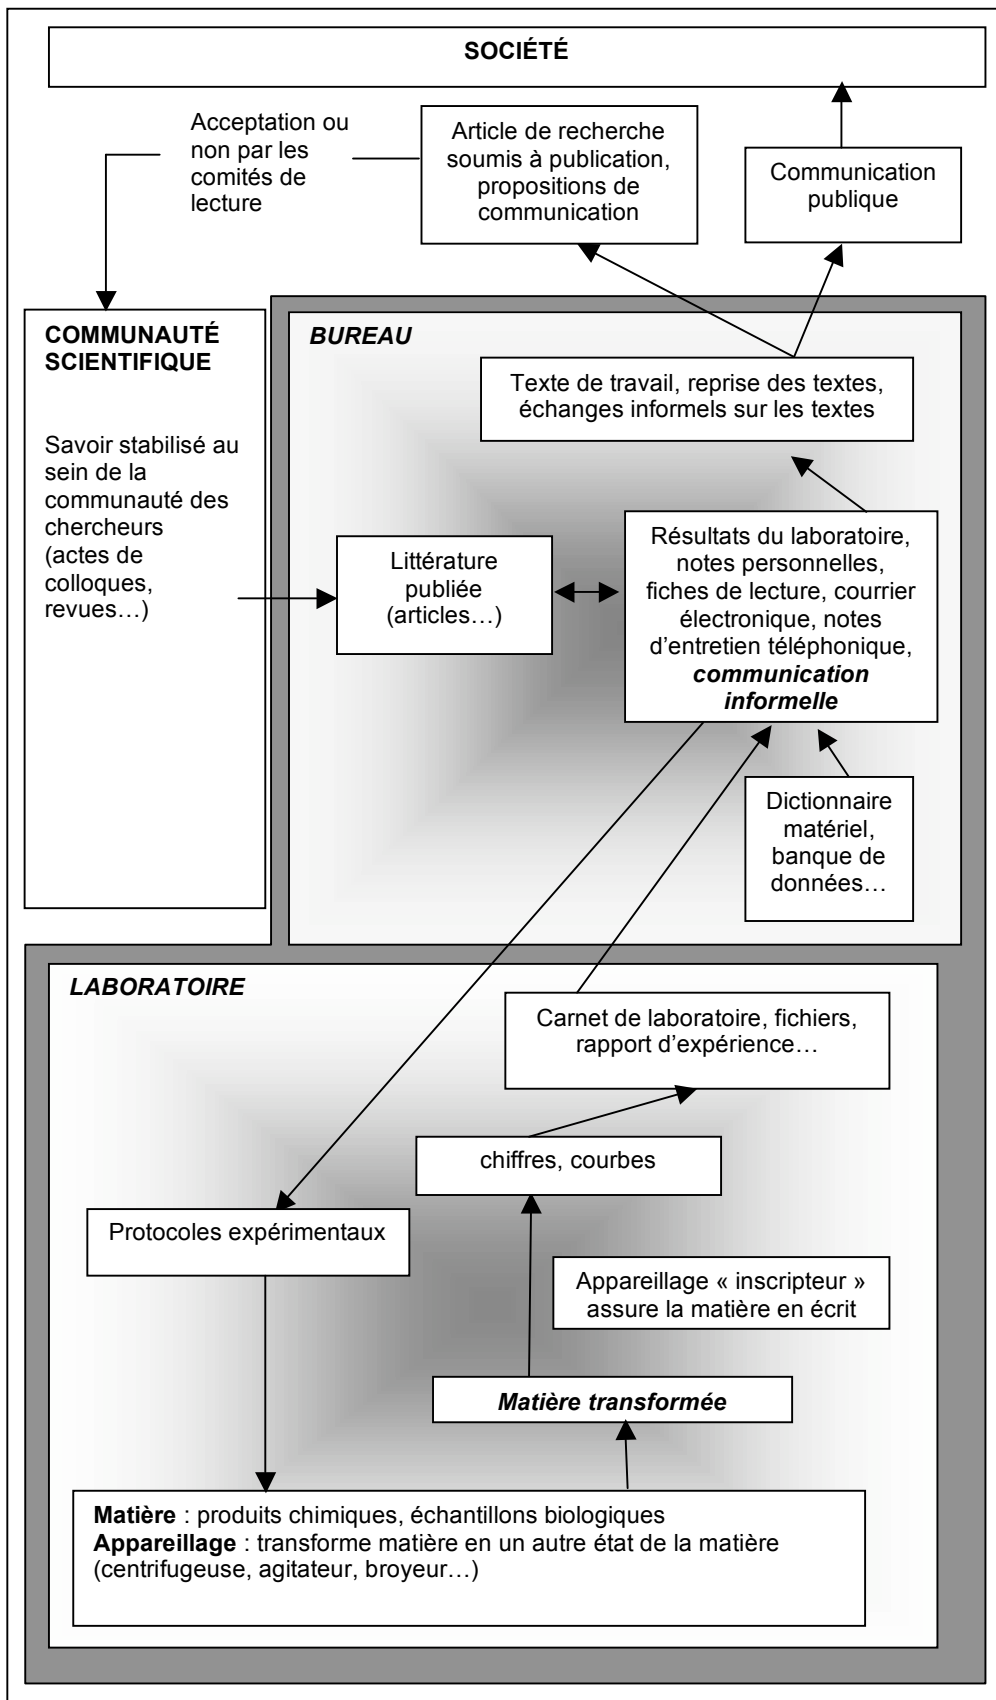 SOCIÉTÉ
Acceptation ou
non par les
comités de
lecture
Article de recherche
soumis à publication,
propositions de
communication
Communication
publique
COMMUNAUTÉ
SCIENTIFIQUE
Savoir stabilisé au
sein de la
communauté des
chercheurs
(actes de
colloques,
revues…)
BUREAU
Texte de travail, reprise des textes,
échanges informels sur les textes
Littérature
publiée
(articles…)
Résultats du laboratoire,
notes personnelles,
fiches de lecture, courrier
électronique, notes
d’entretien téléphonique,
communication
informelle
Dictionnaire
matériel,
banque de
données…
LABORATOIRE
Carnet de laboratoire, fichiers,
rapport d’expérience…
chiffres, courbes
Protocoles expérimentaux
Appareillage « inscripteur »
assure la matière en écrit
Matière transformée
Matière : produits chimiques, échantillons biologiques
Appareillage : transforme matière en un autre état de la matière
(centrifugeuse, agitateur, broyeur…)